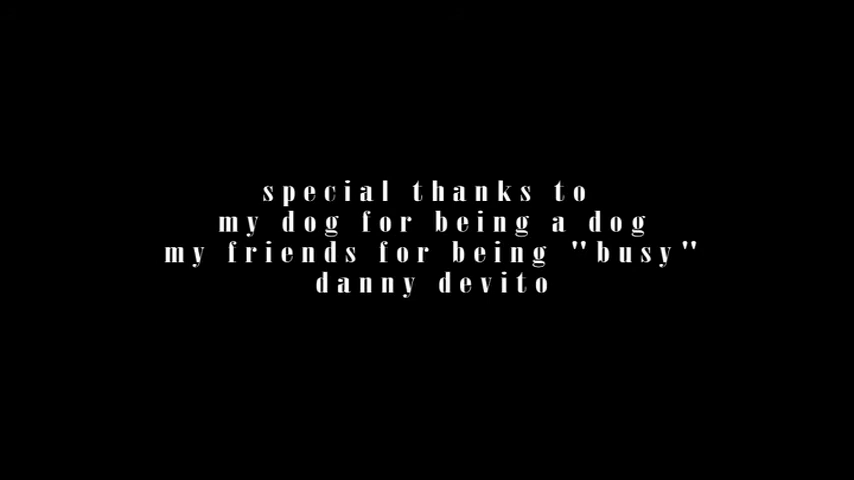 special thanks to
my dog for being a dog
my friends for being "busy"
danny devito